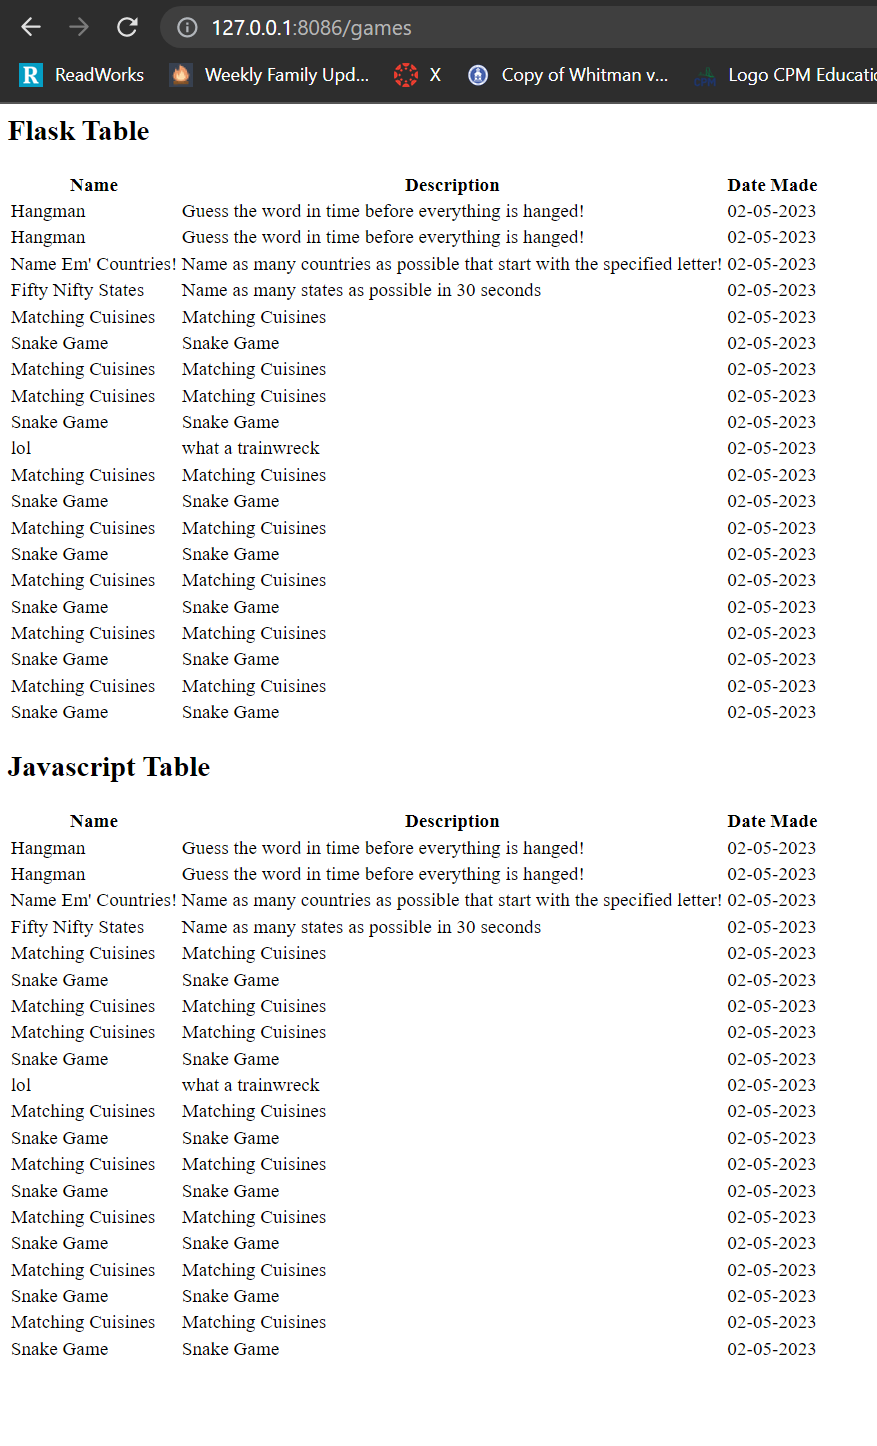 127.0.0.1:8086/games
ReadWorks Weekly Family Upd... X Copy of Whitman v... Logo CPM Educatio
Flask Table
Name Description Date Made
Hangman Guess the word in time before everything is hanged! 02-05-2023
Hangman Guess the word in time before everything is hanged! 02-05-2023
Name Em' Countries! Name as many countries as possible that start with the specified letter! 02-05-2023
Fifty Nifty States Name as many states as possible in 30 seconds 02-05-2023
Matching Cuisines Matching Cuisines 02-05-2023
Snake Game Snake Game 02-05-2023
Matching Cuisines Matching Cuisines 02-05-2023
Matching Cuisines Matching Cuisines 02-05-2023
Snake Game Snake Game 02-05-2023
lol what a trainwreck 02-05-2023
Matching Cuisines Matching Cuisines 02-05-2023
Snake Game Snake Game 02-05-2023
Matching Cuisines Matching Cuisines 02-05-2023
Snake Game Snake Game 02-05-2023
Matching Cuisines Matching Cuisines 02-05-2023
Snake Game Snake Game 02-05-2023
Matching Cuisines Matching Cuisines 02-05-2023
Snake Game Snake Game 02-05-2023
Matching Cuisines Matching Cuisines 02-05-2023
Snake Game Snake Game 02-05-2023
Javascript Table
Name Description Date Made
Hangman Guess the word in time before everything is hanged! 02-05-2023
Hangman Guess the word in time before everything is hanged! 02-05-2023
Name Em' Countries! Name as many countries as possible that start with the specified letter! 02-05-2023
Fifty Nifty States Name as many states as possible in 30 seconds 02-05-2023
Matching Cuisines Matching Cuisines 02-05-2023
Snake Game Snake Game 02-05-2023
Matching Cuisines Matching Cuisines 02-05-2023
Matching Cuisines Matching Cuisines 02-05-2023
Snake Game Snake Game 02-05-2023
lol what a trainwreck 02-05-2023
Matching Cuisines Matching Cuisines 02-05-2023
Snake Game Snake Game 02-05-2023
Matching Cuisines Matching Cuisines 02-05-2023
Snake Game Snake Game 02-05-2023
Matching Cuisines Matching Cuisines 02-05-2023
Snake Game Snake Game 02-05-2023
Matching Cuisines Matching Cuisines 02-05-2023
Snake Game Snake Game 02-05-2023
Matching Cuisines Matching Cuisines 02-05-2023
Snake Game Snake Game 02-05-2023